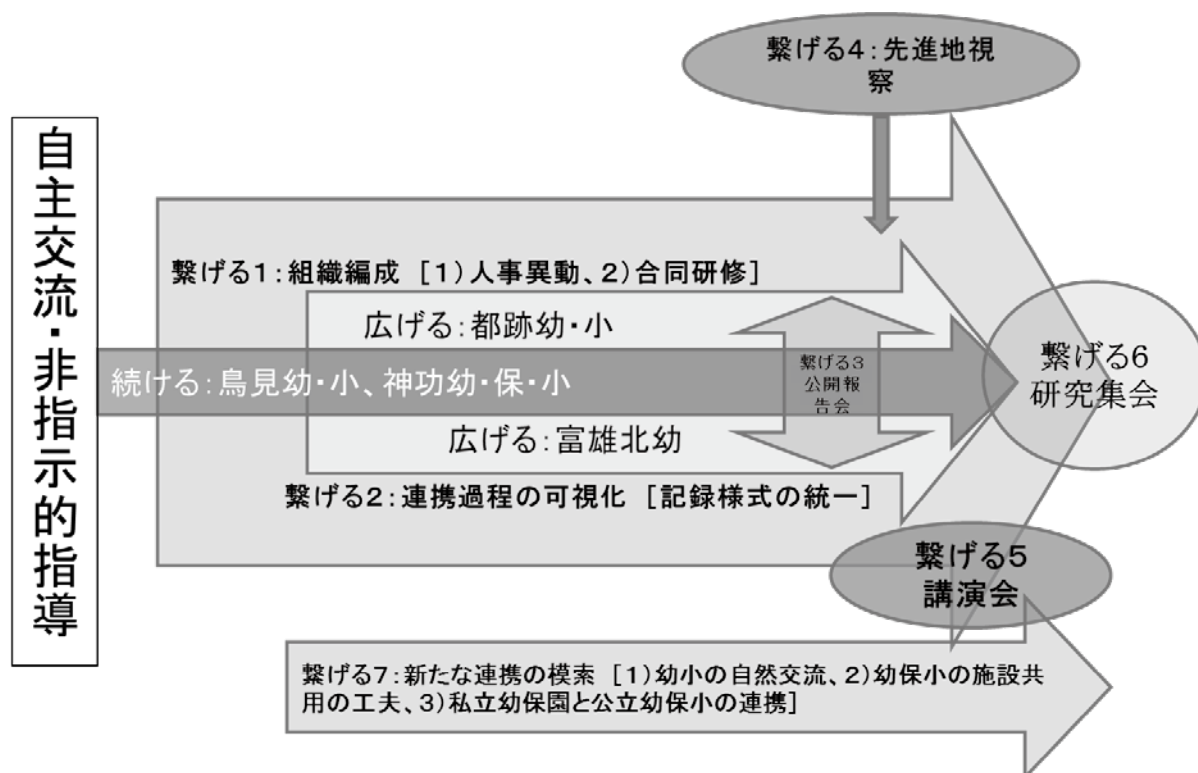 自主交流・非指示的指導
繋げる4：先進地視
察
繋げる1：組織編成 [1)人事異動、2)合同研修]
広げる：都跡幼・小
続ける：鳥見幼・小、神功幼・保・小
繋げる3
公開報
告会
広げる：富雄北幼
繋げる2：連携過程の可視化 [記録様式の統一]
繋げる6
研究集会
繋げる5
講演会
繋げる7：新たな連携の模索 [1)幼小の自然交流、2)幼保小の施設共
用の工夫、3)私立幼保園と公立幼保小の連携]